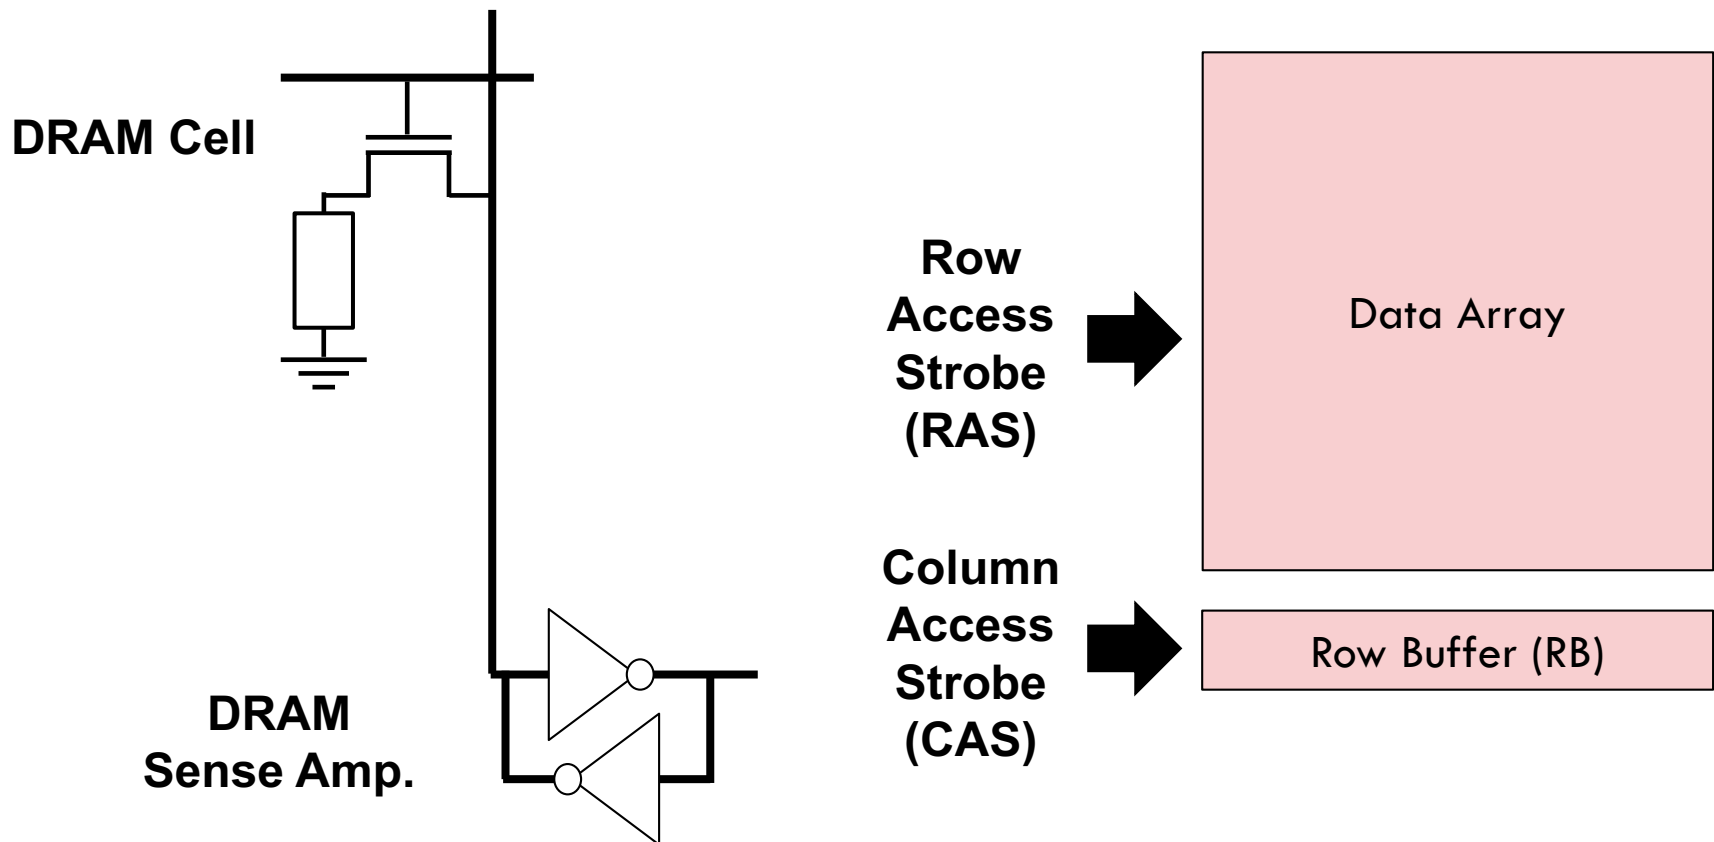 DRAM Cell
DRAM
Sense Amp.
Row
Access
Strobe
(RAS)
Column
Access
Strobe
(CAS)
Data Array
Row Buffer (RB)